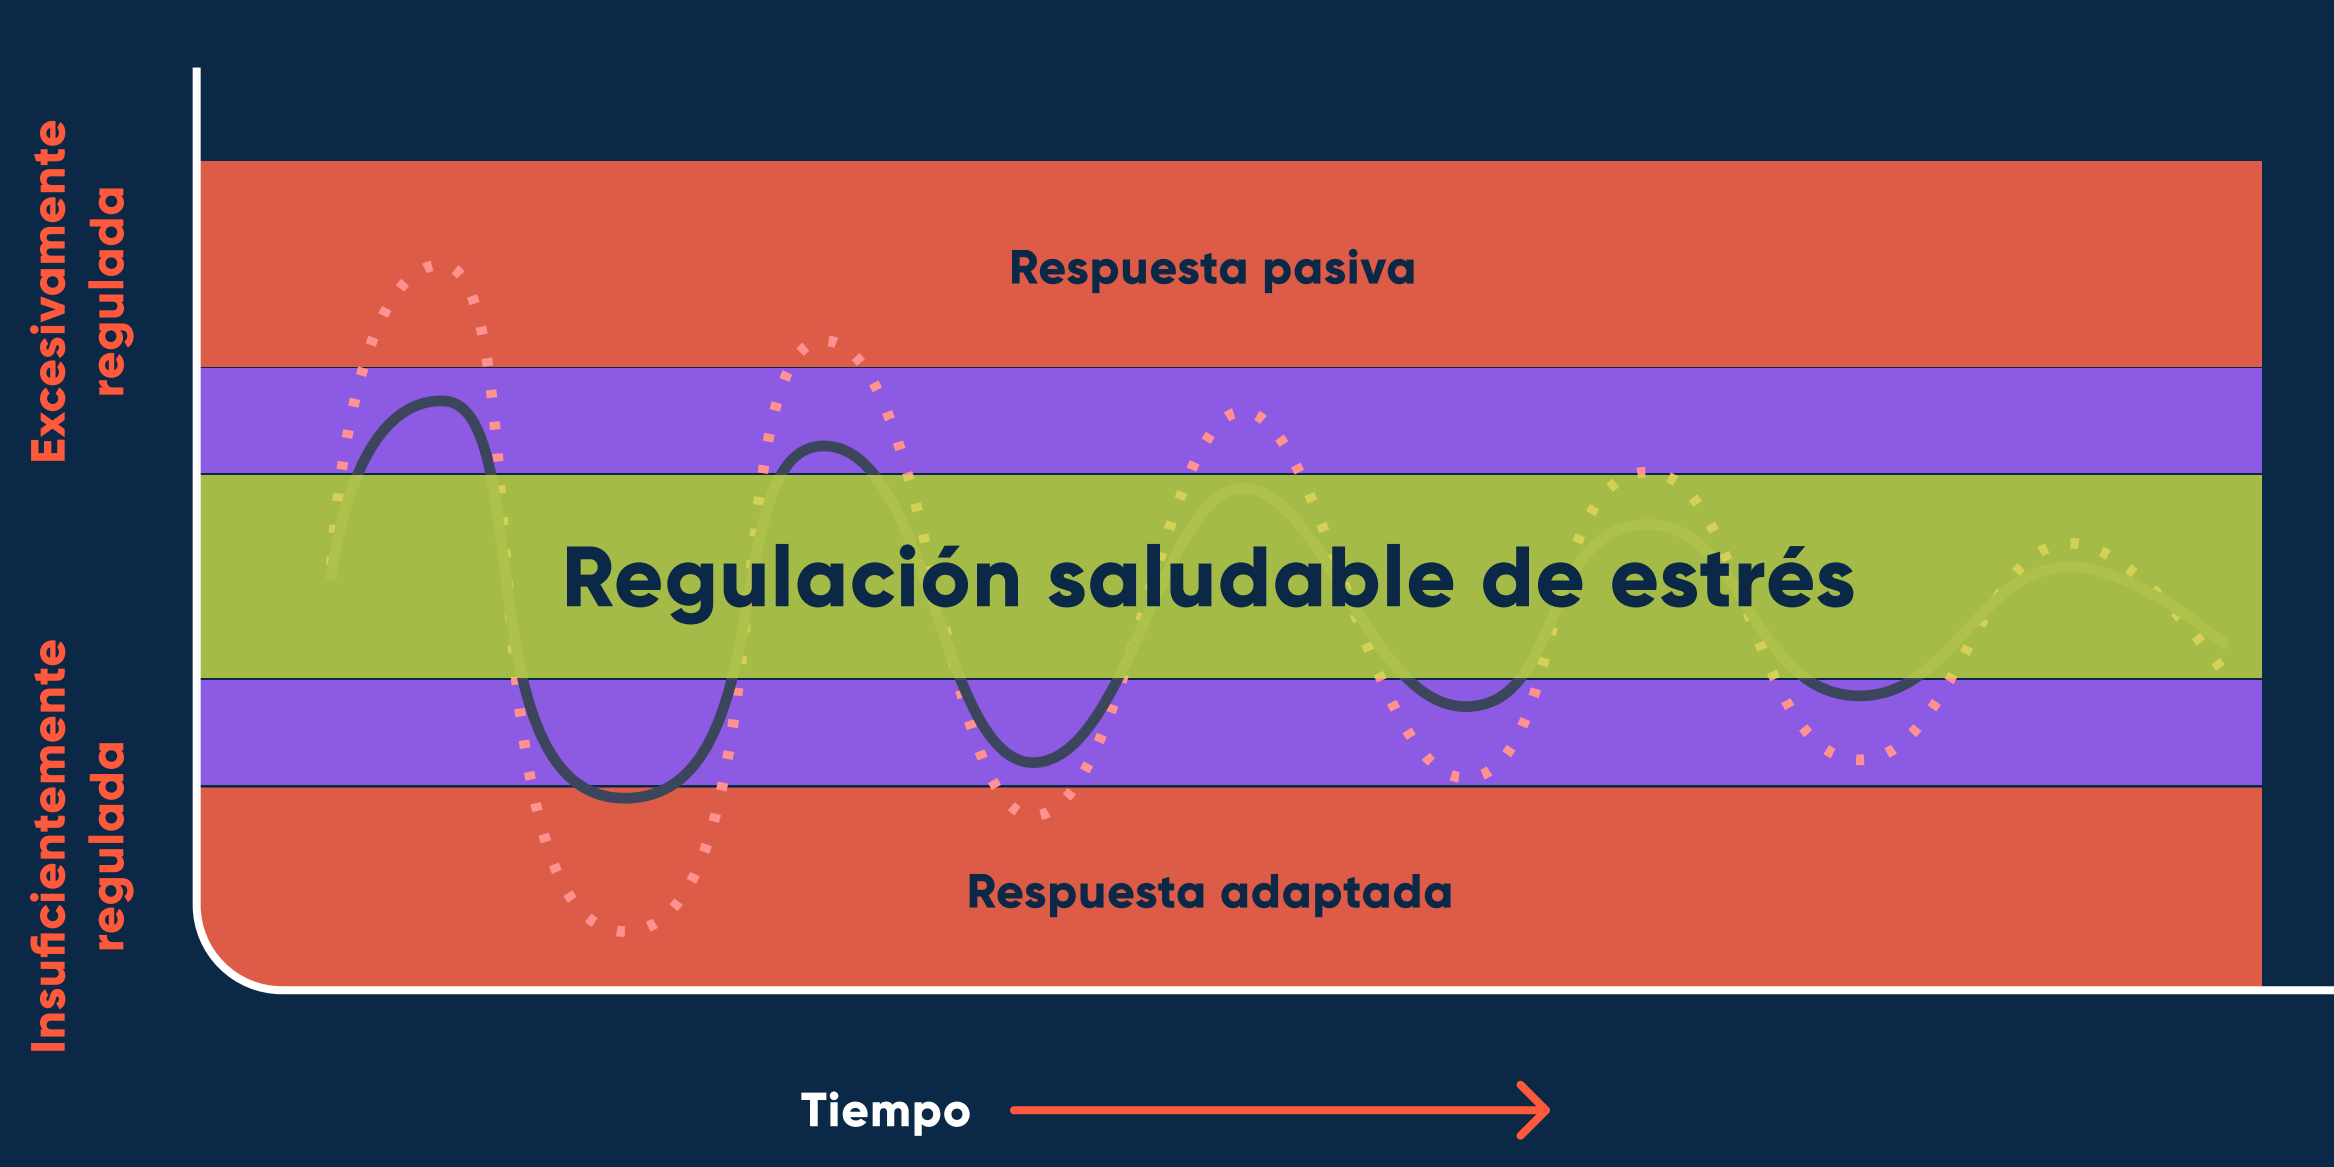 Excesivamente
regulada
Respuesta pasiva
Regulación saludable de estrés
Insuficientemente
regulada
Respuesta adaptada
Tiempo